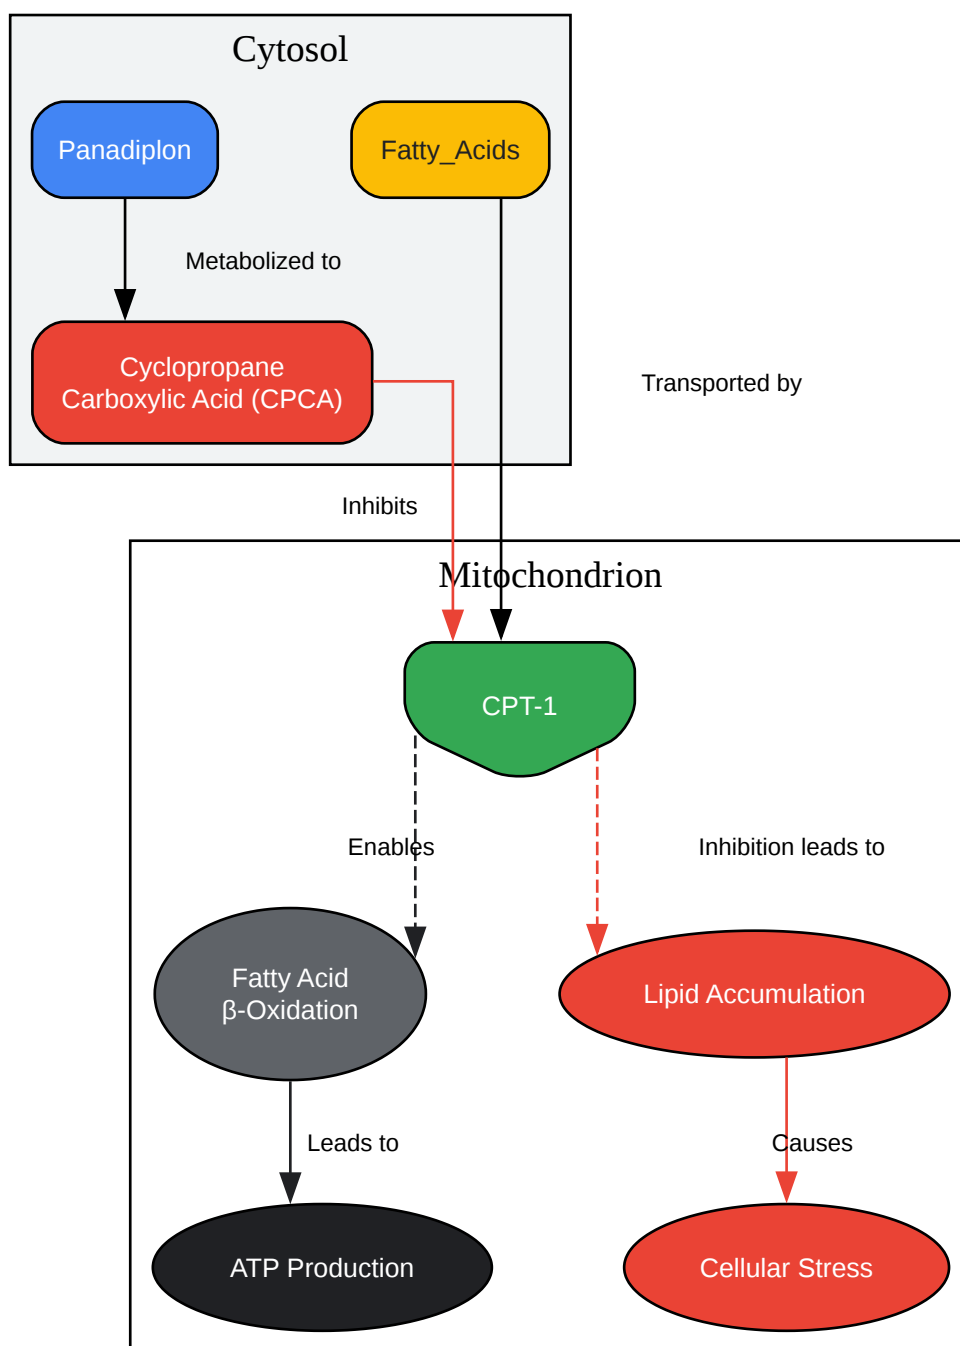 Cytosol
Panadiplon
Fatty_Acids
Metabolized to
Cyclopropane
Carboxylic Acid (CPCA)
Transported by
Inhibits
Mitochondrion
CPT-1
Enables
Inhibition leads to
Fatty Acid
β-Oxidation
Lipid Accumulation
Leads to
Causes
ATP Production
Cellular Stress